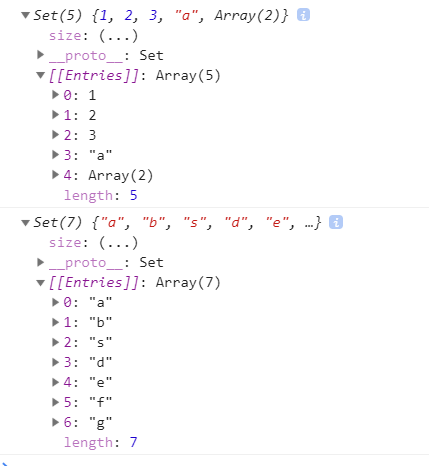 Set(5) {1, 2, 3, "a", Array(2)} i
size: (...)
__proto__: Set
[[Entries]]: Array(5)
0: 1
1: 2
2: 3
3: "a"
4: Array(2)
length: 5
Set(7) {"a", "b", "s", "d", "e", …} i
size: (...)
__proto__: Set
[[Entries]]: Array(7)
0: "a"
1: "b"
2: "s"
3: "d"
4: "e"
5: "f"
6: "g"
length: 7